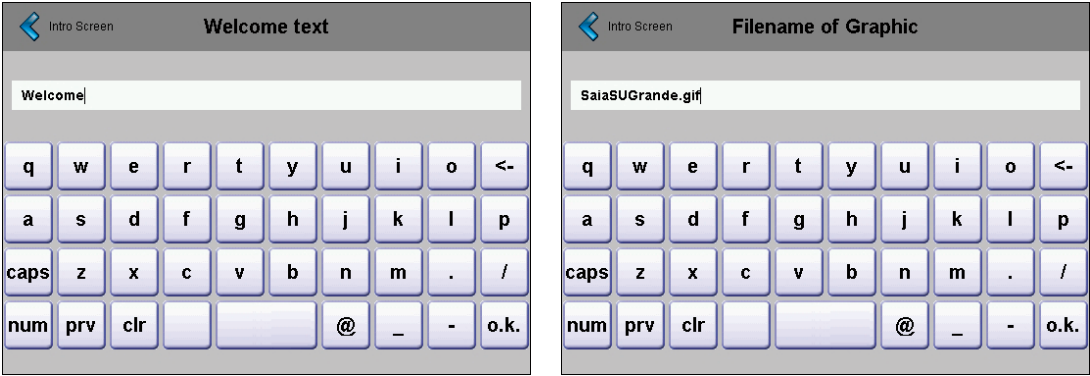 Intro Screen Welcome text
Welcome
q w e r t y u i o <-
a s d f g h j k l p
caps z x c v b n m . /
num prv clr @ _ - o.k.
Intro Screen Filename of Graphic
SaiaSUGrande.gif
q w e r t y u i o <-
a s d f g h j k l p
caps z x c v b n m . /
num prv clr @ _ - o.k.